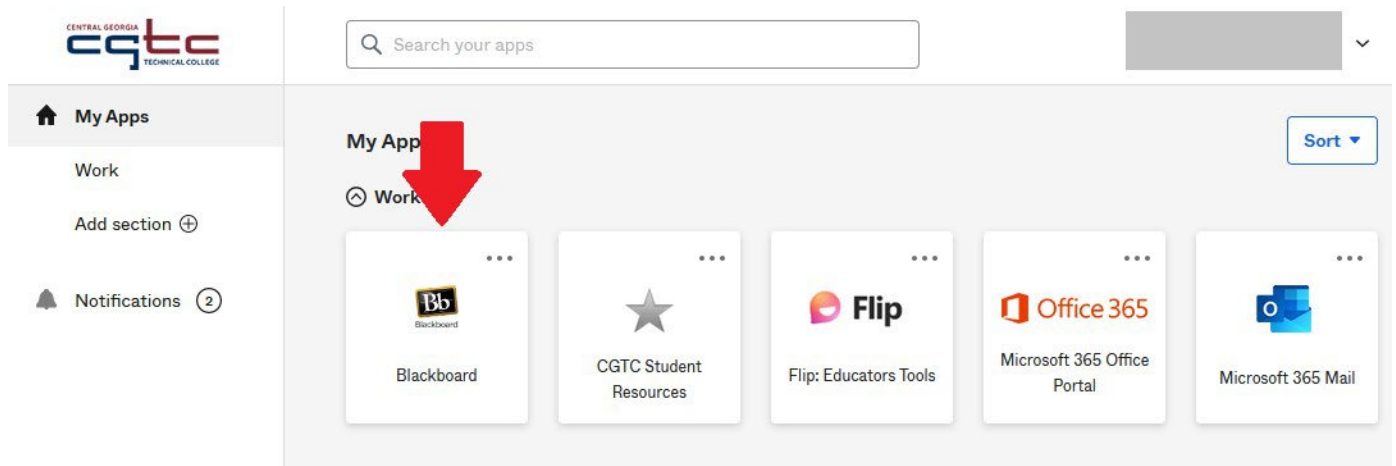 CENTRAL GEORGIA
cgtc
TECHNICAL COLLEGE
Search your apps
My Apps
Work
Add section
Notifications 2
My App
Sort
Work
Bb
Blackboard
Blackboard
CGTC Student
Resources
Flip
Flip: Educators Tools
Office 365
Microsoft 365 Office
Portal
O
Microsoft 365 Mail